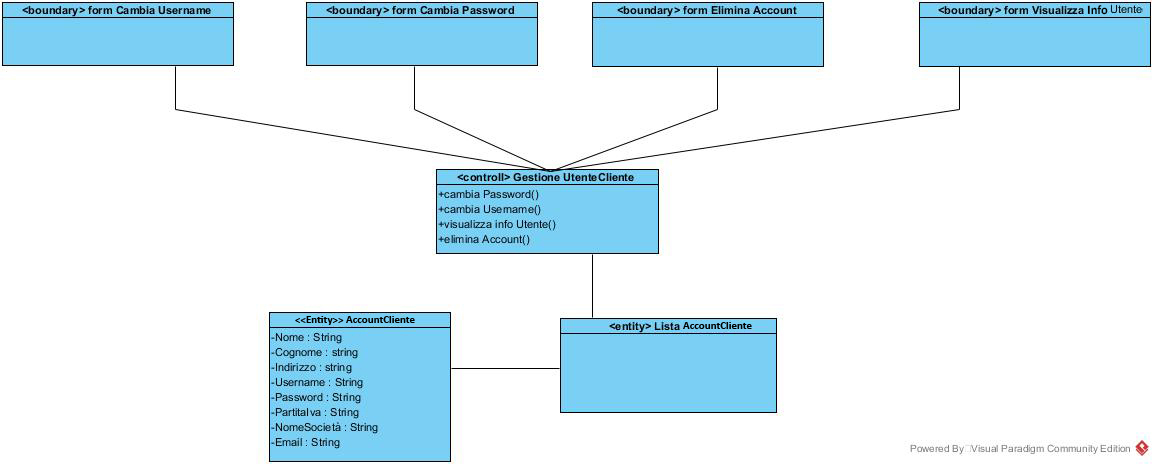 <boundary> form Cambia Username
<boundary> form Cambia Password
<boundary> form Elimina Account
<boundary> form Visualizza Info Utente
<controll> Gestione UtenteCliente
+cambia Password()
+cambia Username()
+visualizza info Utente()
+elimina Account()
<<Entity>> AccountCliente
-Nome : String
-Cognome : string
-Indirizzo : string
-Username : String
-Password : String
-PartitaIva : String
-NomeSocietà : String
-Email : String
<entity> Lista AccountCliente
Powered By Visual Paradigm Community Edition